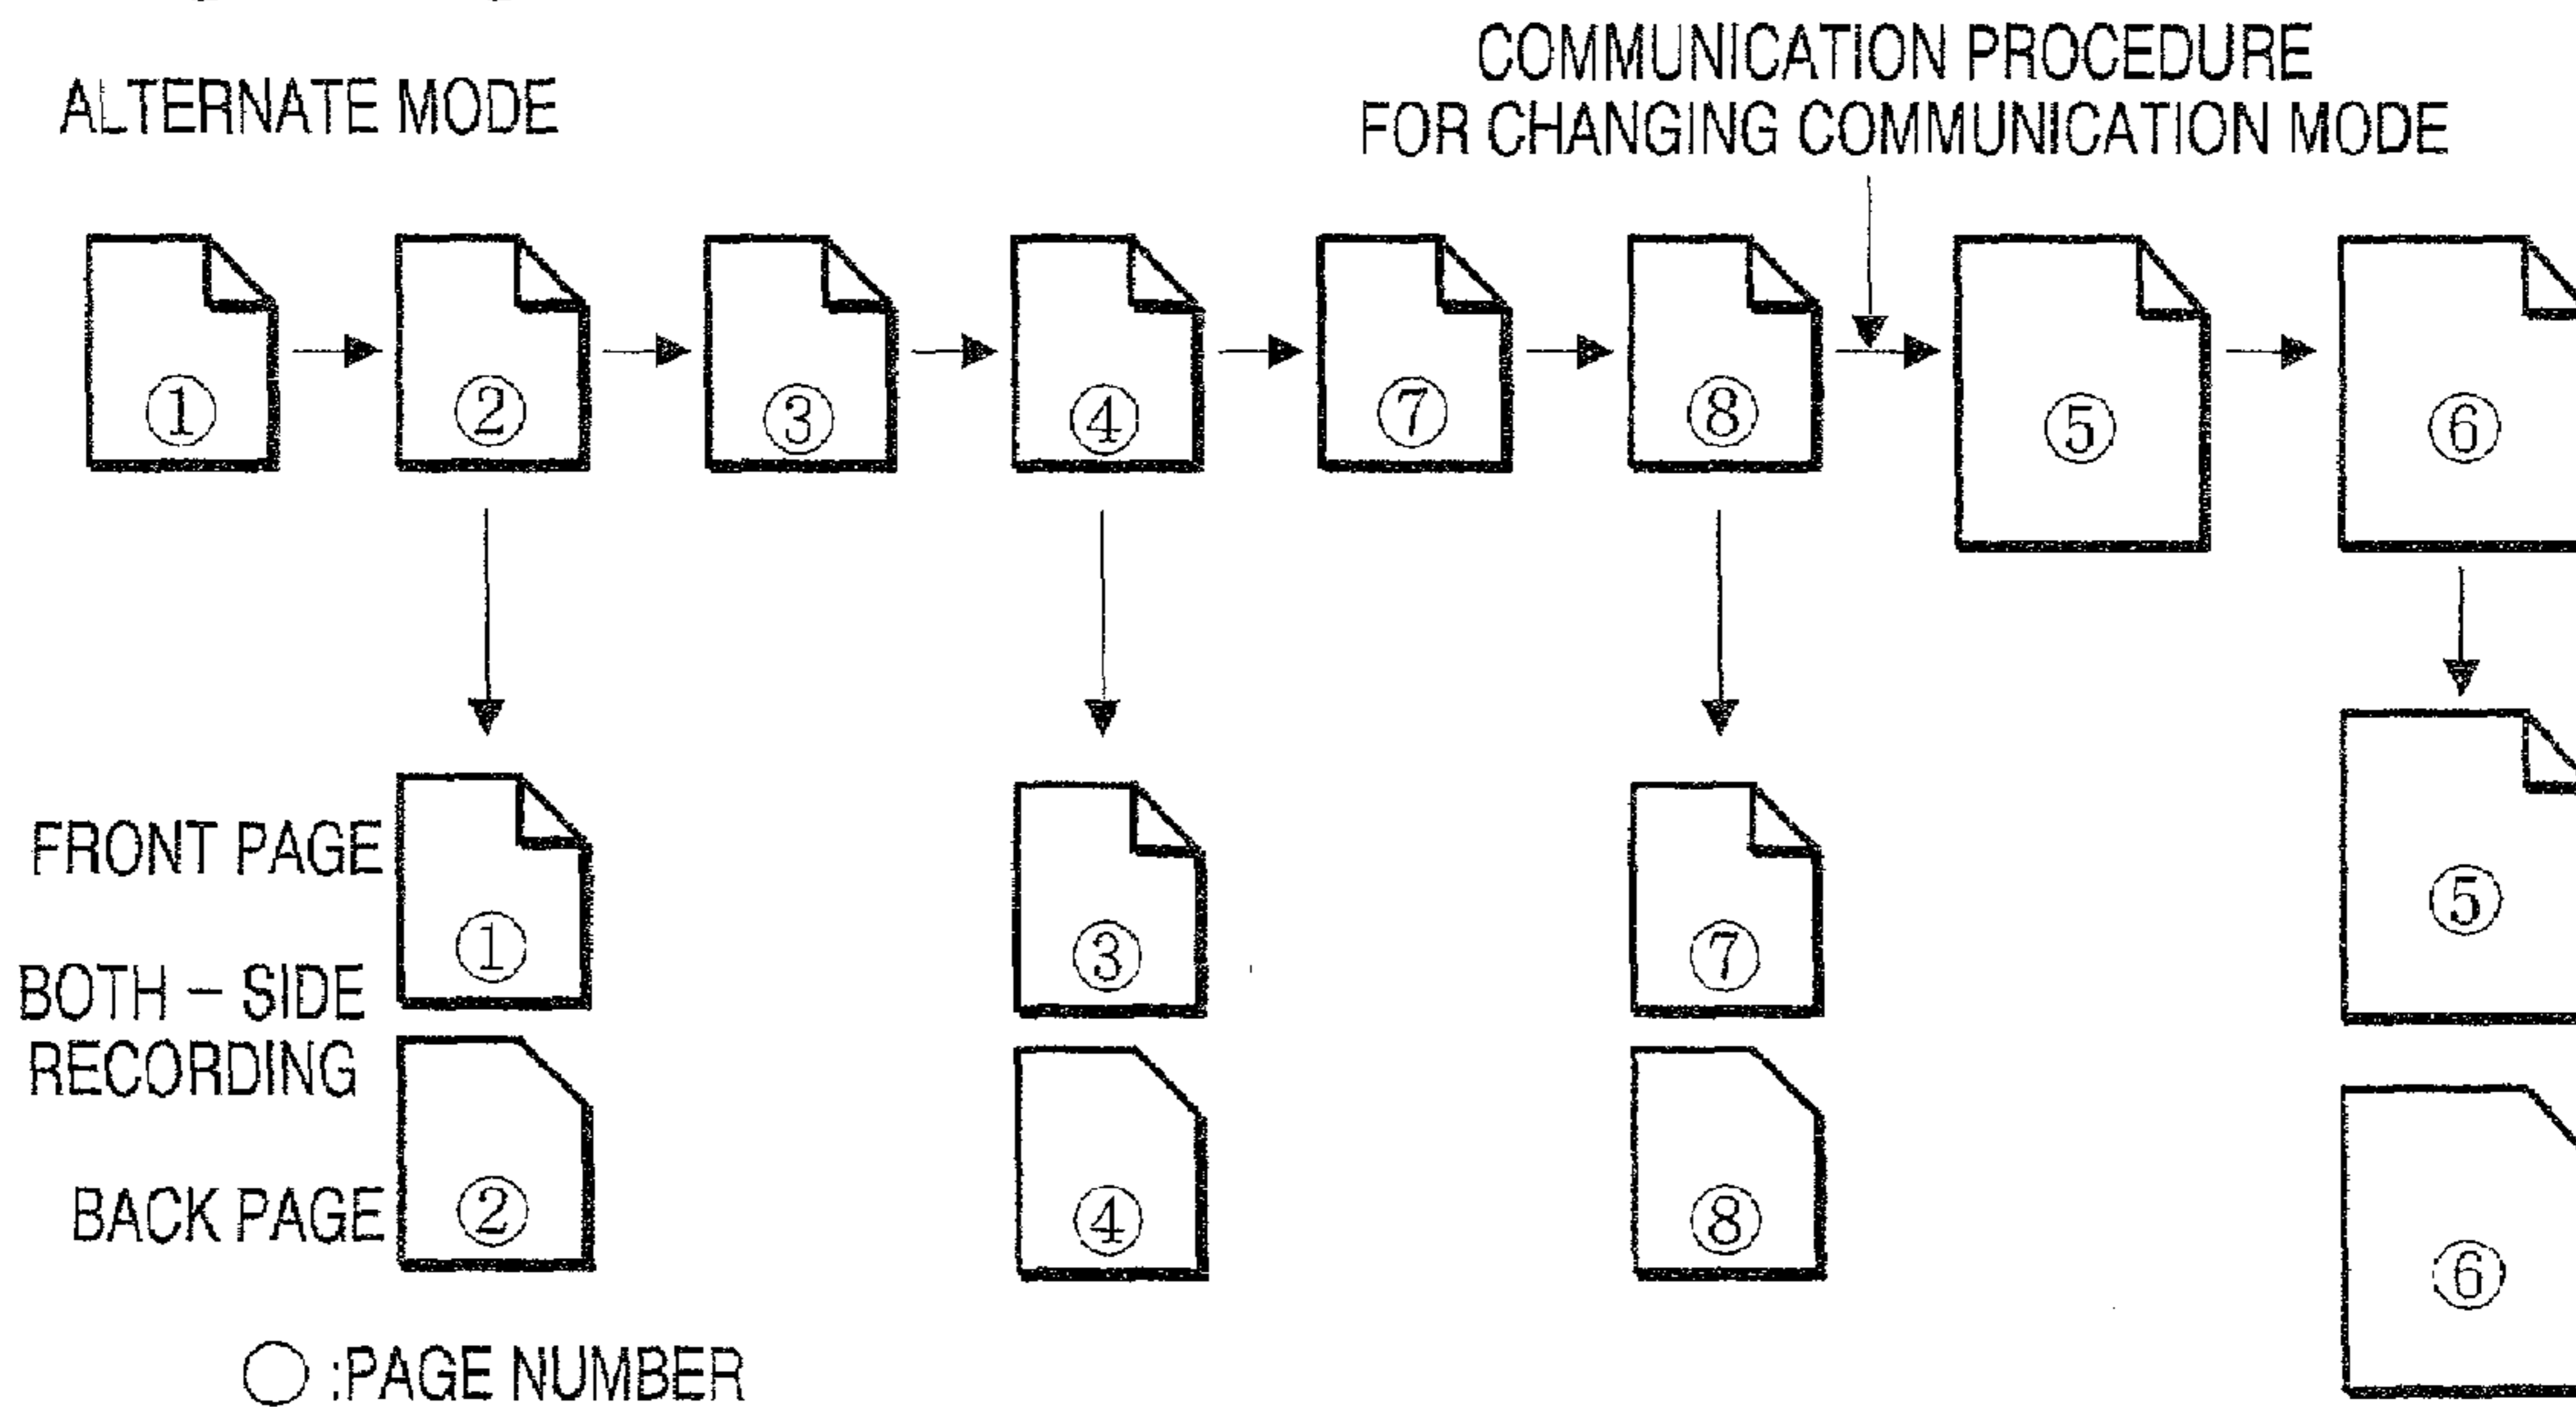 COMMUNICATION PROCEDURE
FOR CHANGING COMMUNICATION MODE
ALTERNATE MODE
① ② ③ ④ ⑦ ⑧ ⑤ ⑥
FRONT PAGE ① ③ ⑦ ⑤
BOTH – SIDE
RECORDING
BACK PAGE ② ④ ⑧ ⑥
○ :PAGE NUMBER